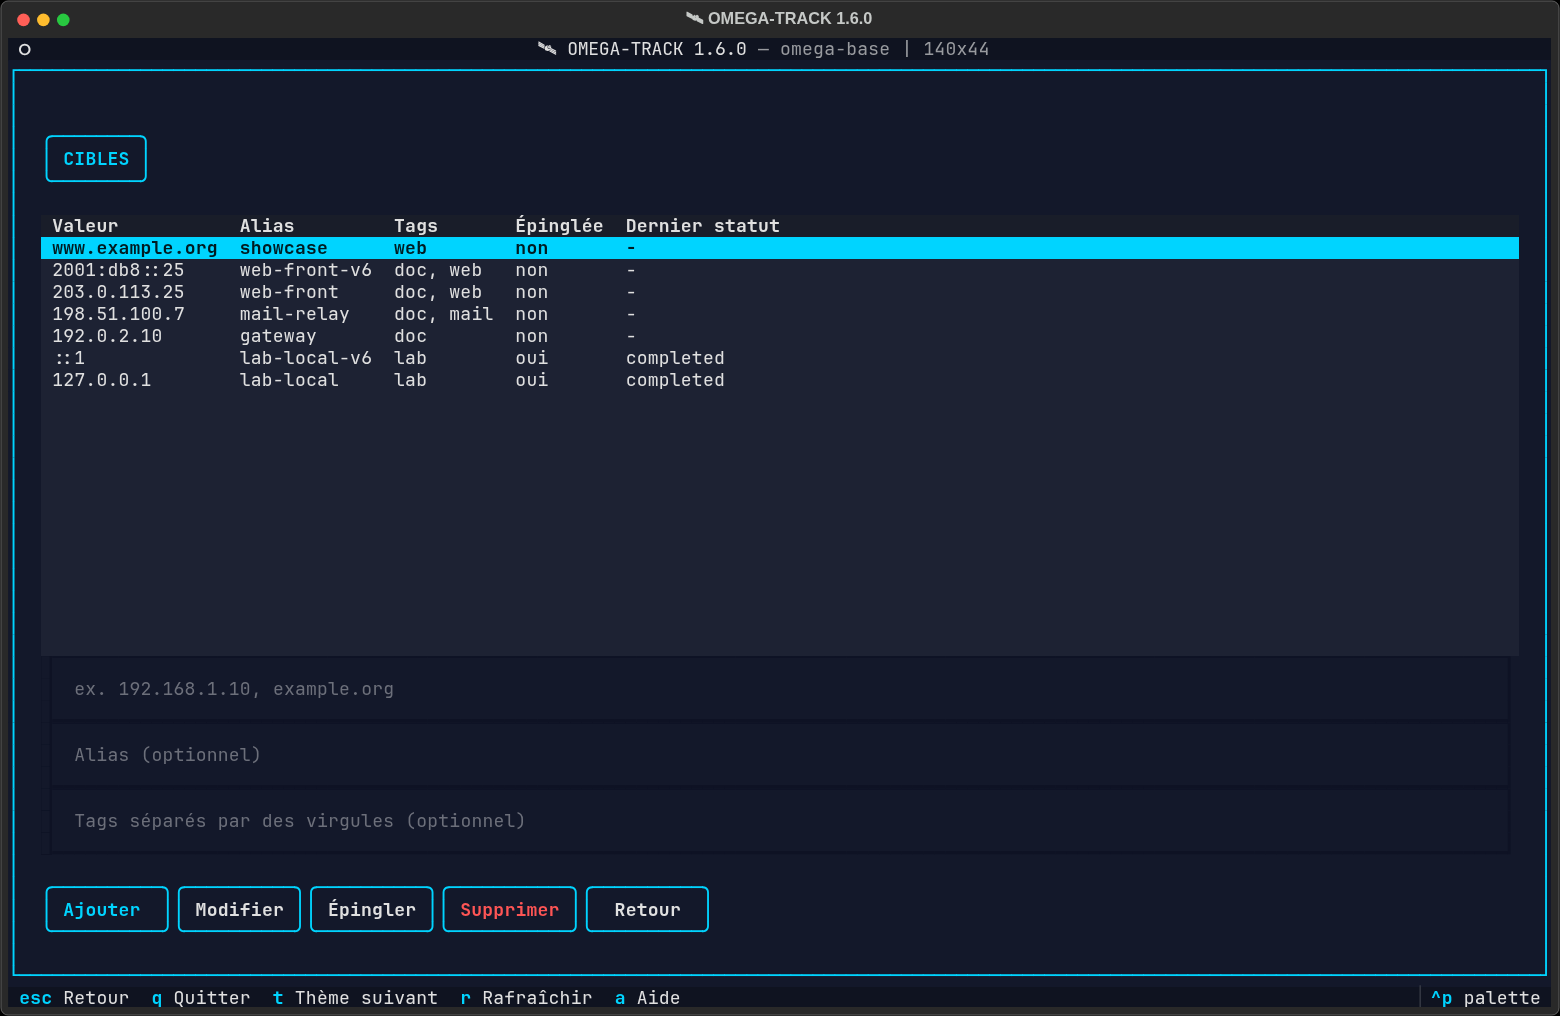 🛰 OMEGA-TRACK 1.6.0
🛰 OMEGA-TRACK 1.6.0 — omega-base | 140x44
CIBLES
Valeur Alias Tags Épinglée Dernier statut
www.example.org showcase web non -
2001:db8::25 web-front-v6 doc, web non -
203.0.113.25 web-front doc, web non -
198.51.100.7 mail-relay doc, mail non -
192.0.2.10 gateway doc non -
::1 lab-local-v6 lab oui completed
127.0.0.1 lab-local lab oui completed
ex. 192.168.1.10, example.org
Alias (optionnel)
Tags séparés par des virgules (optionnel)
Ajouter Modifier Épingler Supprimer Retour
esc Retour q Quitter t Thème suivant r Rafraîchir a Aide ^p palette